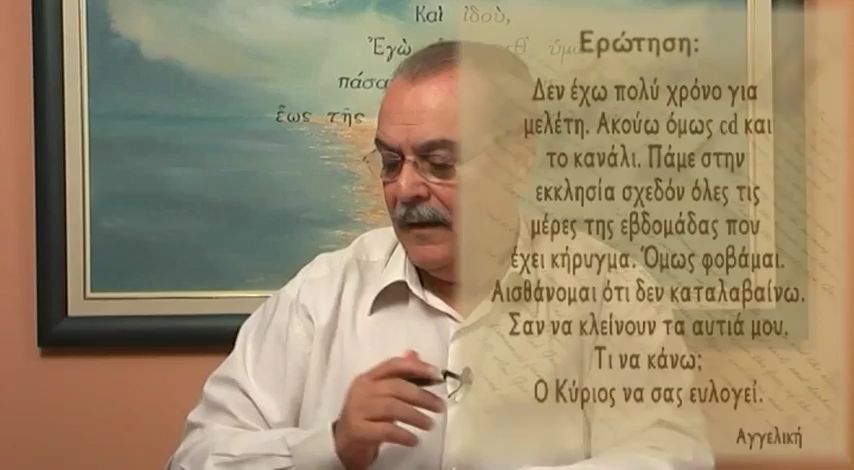 Καὶ ἰδού,
Ἐγὼ
πάσα
ἕως τῆς
Ερώτηση:
Δεν έχω πολύ χρόνο για
μελέτη. Ακούω όμως cd και
το κανάλι. Πάμε στην
εκκλησία σχεδόν όλες τις
μέρες της εβδομάδας που
έχει κήρυγμα. Όμως φοβάμαι.
Αισθάνομαι ότι δεν καταλαβαίνω.
Σαν να κλείνουν τα αυτιά μου.
Τι να κάνω;
Ο Κύριος να σας ευλογεί.
Αγγελική